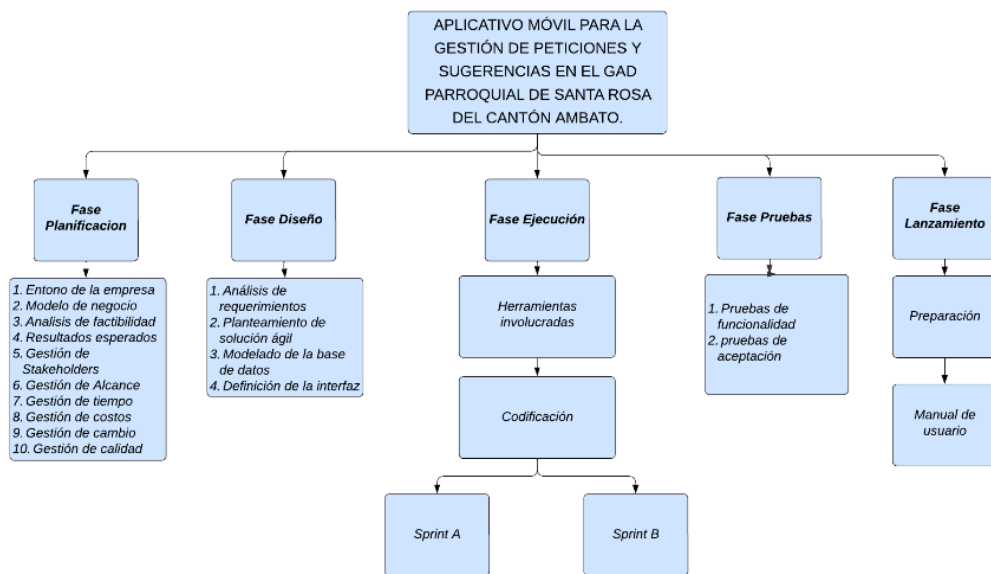 APLICATIVO MÓVIL PARA LA
GESTIÓN DE PETICIONES Y
SUGERENCIAS EN EL GAD
PARROQUIAL DE SANTA ROSA
DEL CANTÓN AMBATO.
Fase
Planificacion
Fase Diseño
Fase Ejecución
Fase Pruebas
Fase
Lanzamiento
1. Entono de la empresa
2. Modelo de negocio
3. Analisis de factibilidad
4. Resultados esperados
5. Gestión de
Stakeholders
6. Gestión de Alcance
7. Gestión de tiempo
8. Gestión de costos
9. Gestión de cambio
10. Gestión de calidad
1. Análisis de
requerimientos
2. Planteamiento de
solución ágil
3. Modelado de la base
de datos
4. Definición de la interfaz
Herramientas
involucradas
Codificación
Sprint A
Sprint B
1. Pruebas de
funcionalidad
2. pruebas de
aceptación
Preparación
Manual de
usuario